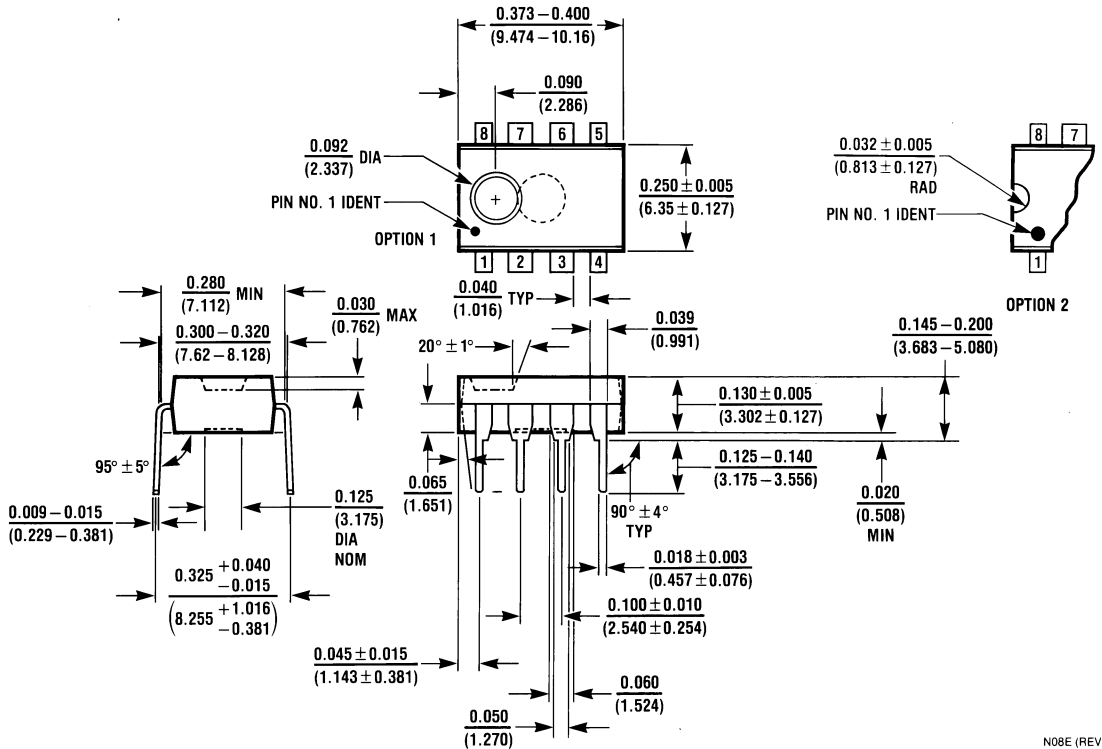 0.373 – 0.400
(9.474 – 10.16)
0.090
(2.286)
8 7 6 5
0.092
(2.337)
DIA
PIN NO. 1 IDENT
OPTION 1
1 2 3 4
0.250 ± 0.005
(6.35 ± 0.127)
0.032 ± 0.005
(0.813 ± 0.127)
RAD
PIN NO. 1 IDENT
8 7
1
OPTION 2
0.280
(7.112)
MIN
0.300 – 0.320
(7.62 – 8.128)
0.030
(0.762)
MAX
0.040
(1.016)
TYP
0.039
(0.991)
0.145 – 0.200
(3.683 – 5.080)
20° ± 1°
0.130 ± 0.005
(3.302 ± 0.127)
95° ± 5°
0.065
(1.651)
0.125 – 0.140
(3.175 – 3.556)
0.020
(0.508)
MIN
90° ± 4°
TYP
0.009 – 0.015
(0.229 – 0.381)
0.125
(3.175)
DIA
NOM
0.018 ± 0.003
(0.457 ± 0.076)
0.325 +0.040
−0.015
(8.255 +1.016
−0.381)
0.100 ± 0.010
(2.540 ± 0.254)
0.045 ± 0.015
(1.143 ± 0.381)
0.060
(1.524)
0.050
(1.270)
N08E (REV